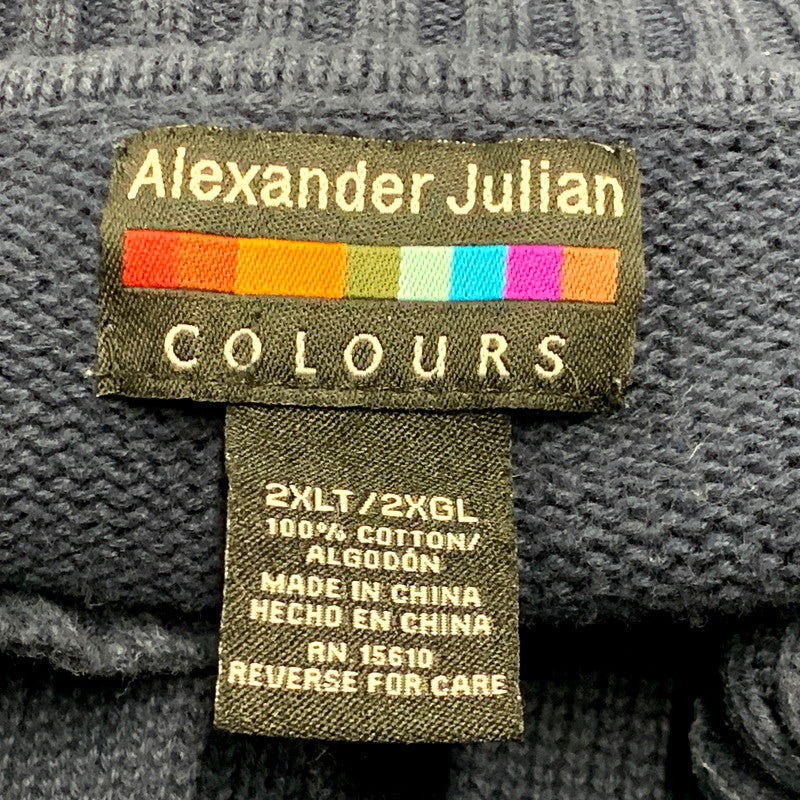 Alexander Julian
COLOURS
2XLT/2XGL
100% COTTON/
ALGODÓN
MADE IN CHINA
HECHO EN CHINA
RN 15610
REVERSE FOR CARE